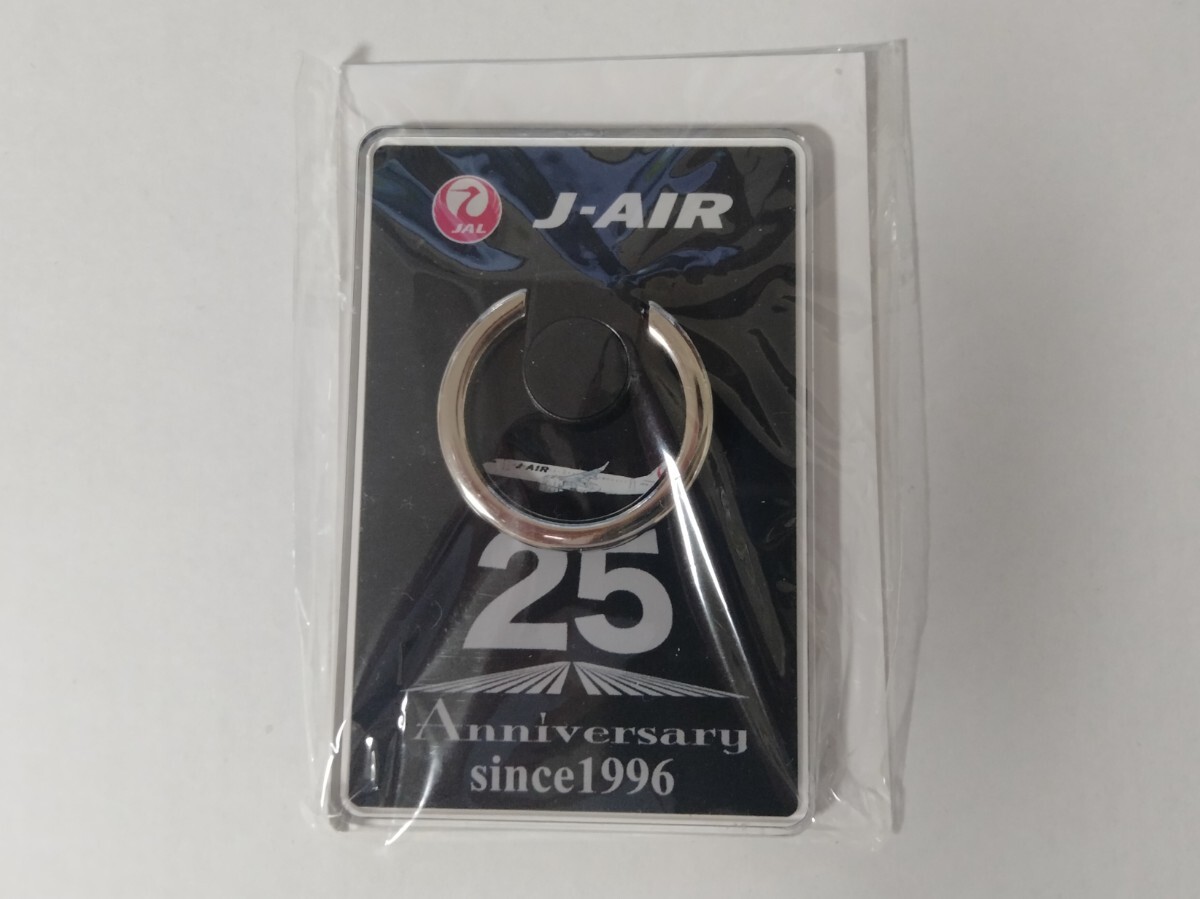 JAL J-AIR
J-AIR
25
Anniversary
since1996